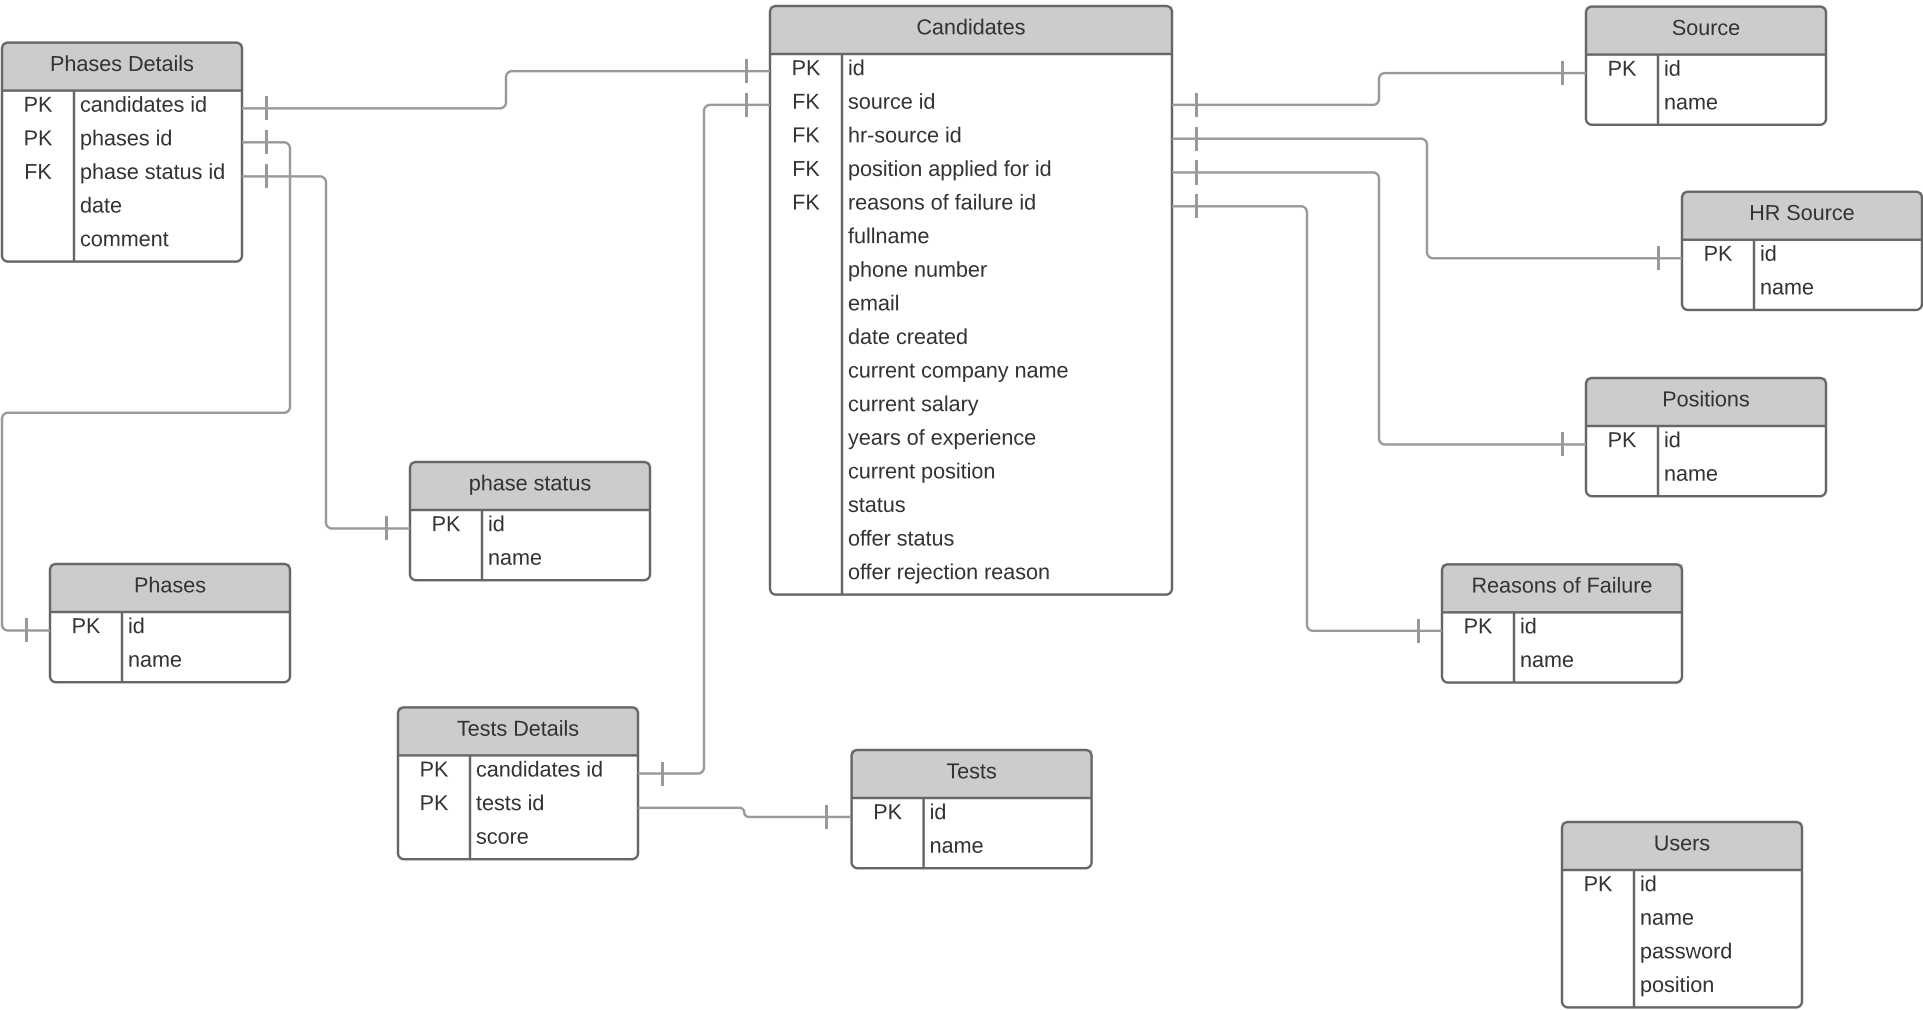 Phases Details
PK candidates id
PK phases id
FK phase status id
date
comment
Candidates
PK id
FK source id
FK hr-source id
FK position applied for id
FK reasons of failure id
fullname
phone number
email
date created
current company name
current salary
years of experience
current position
status
offer status
offer rejection reason
Source
PK id
name
HR Source
PK id
name
Positions
PK id
name
phase status
PK id
name
Phases
PK id
name
Reasons of Failure
PK id
name
Tests Details
PK candidates id
PK tests id
score
Tests
PK id
name
Users
PK id
name
password
position